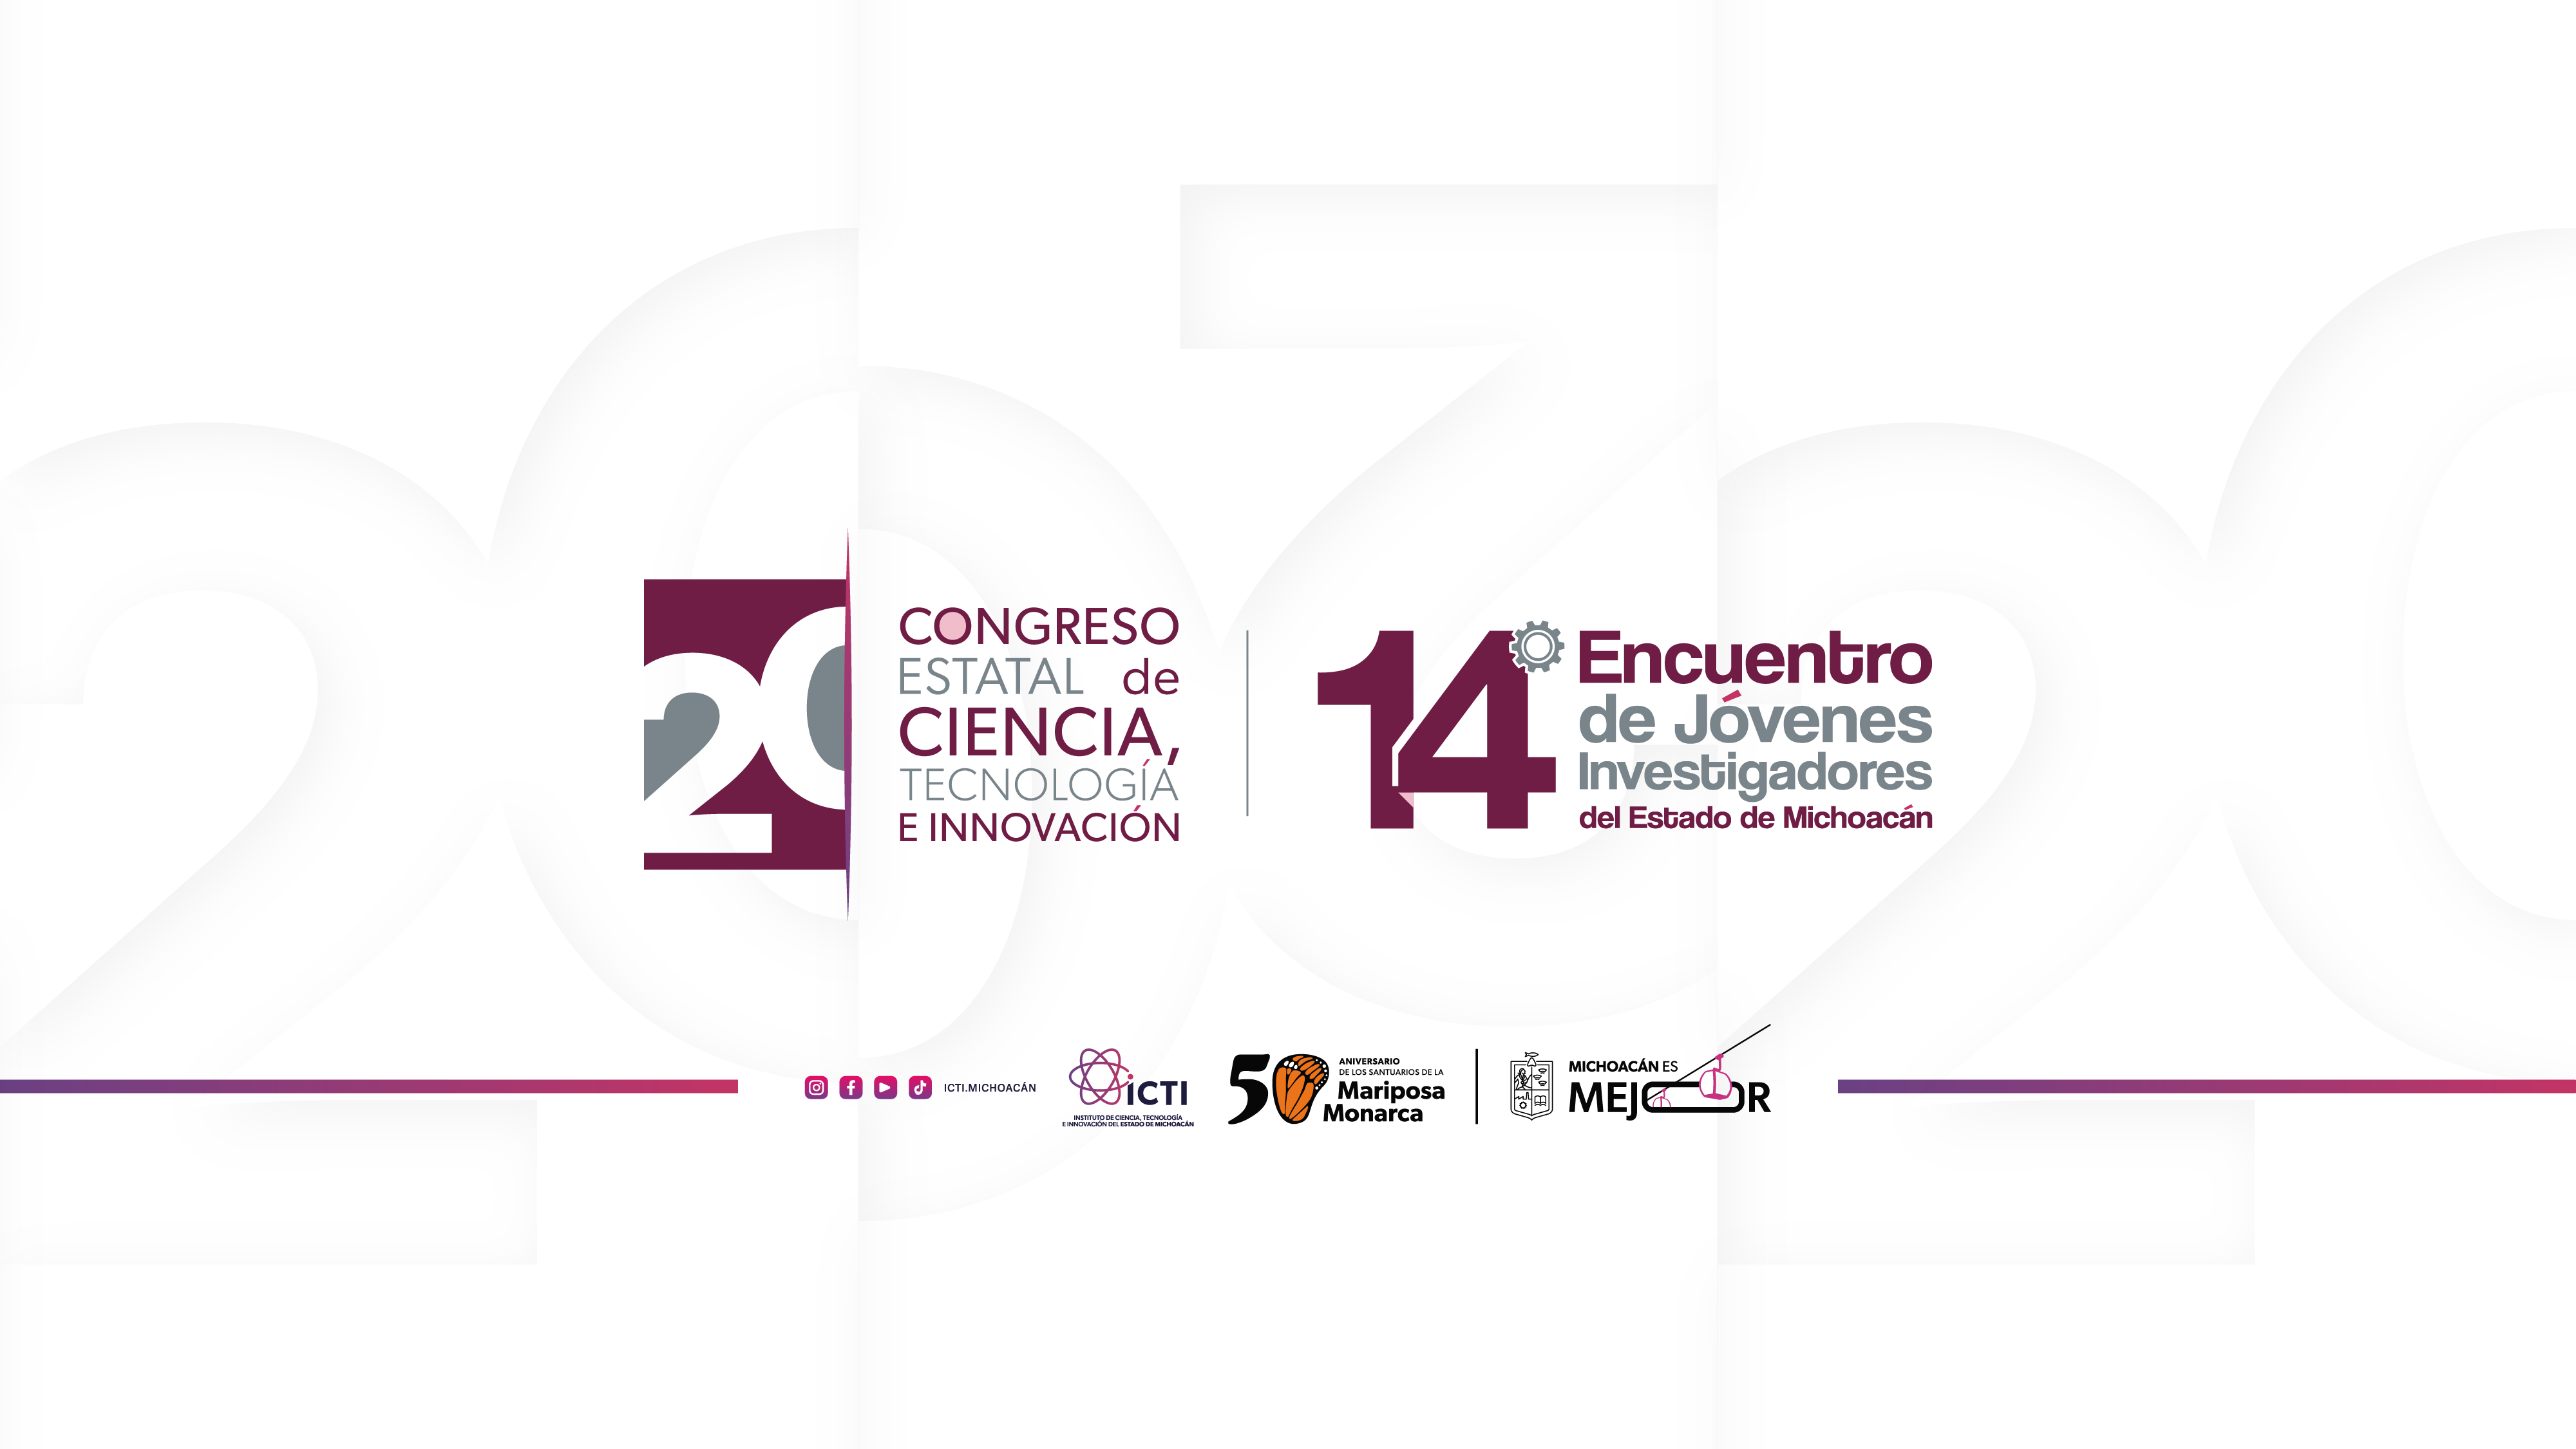 20
CONGRESO
ESTATAL de
CIENCIA,
TECNOLOGÍA
E INNOVACIÓN
14
Encuentro
de Jóvenes
Investigadores
del Estado de Michoacán
ICTI.MICHOACÁN
ICTI
INSTITUTO DE CIENCIA, TECNOLOGÍA
E INNOVACIÓN DEL ESTADO DE MICHOACÁN
50
ANIVERSARIO
DE LOS SANTUARIOS DE LA
Mariposa
Monarca
MICHOACÁN ES
MEJOR